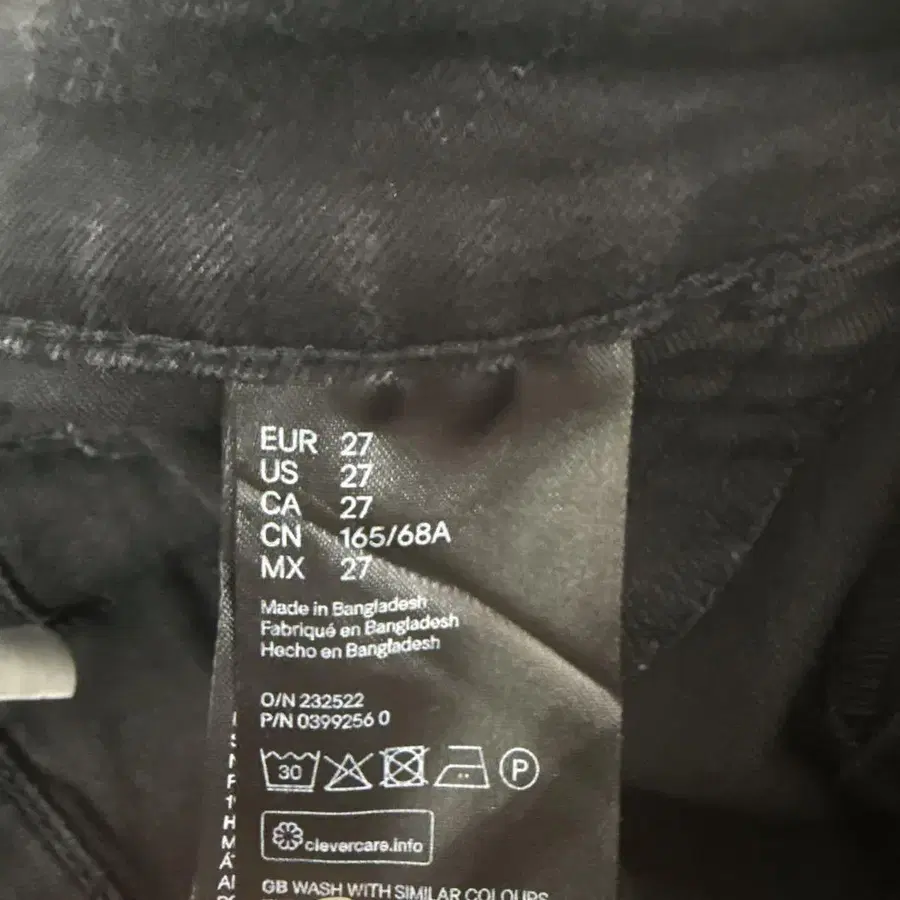 EUR 27
US 27
CA 27
CN 165/68A
MX 27
Made in Bangladesh
Fabriqué en Bangladesh
Hecho en Bangladesh
O/N 232522
P/N 0399256 0
30
P
clevercare.info
GB WASH WITH SIMILAR COLOURS